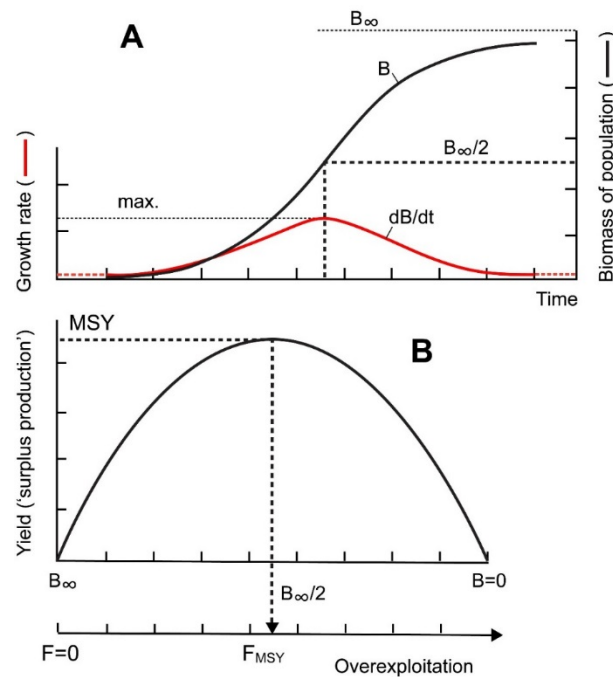 A
B∞
B
B∞/2
max.
dB/dt
Growth rate (—)
Biomass of population (—)
Time
MSY
B
Yield (‘surplus production’)
B∞
B∞/2
B=0
F=0
FMSY
Overexploitation